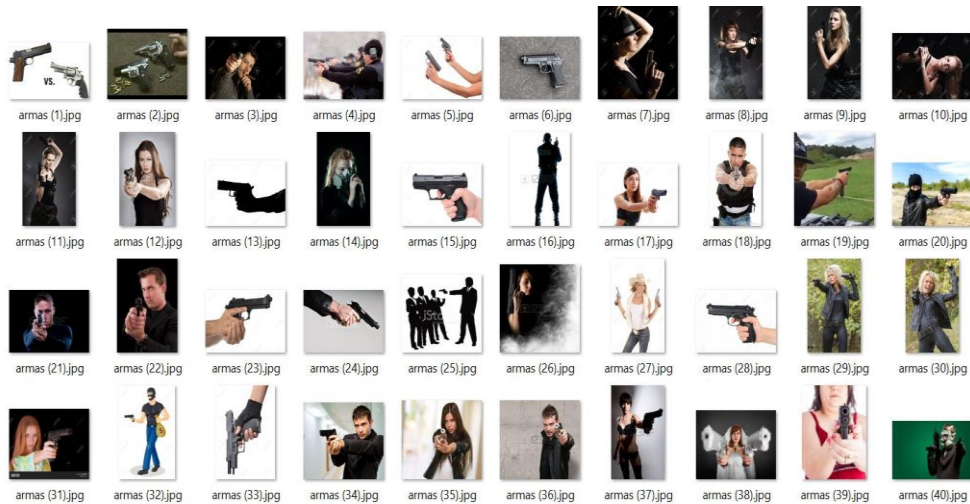 VS.
armas (1).jpg
armas (2).jpg
armas (3).jpg
armas (4).jpg
armas (5).jpg
armas (6).jpg
armas (7).jpg
armas (8).jpg
armas (9).jpg
armas (10).jpg
armas (11).jpg
armas (12).jpg
armas (13).jpg
armas (14).jpg
armas (15).jpg
armas (16).jpg
armas (17).jpg
armas (18).jpg
armas (19).jpg
armas (20).jpg
armas (21).jpg
armas (22).jpg
armas (23).jpg
armas (24).jpg
armas (25).jpg
armas (26).jpg
armas (27).jpg
armas (28).jpg
armas (29).jpg
armas (30).jpg
armas (31).jpg
armas (32).jpg
armas (33).jpg
armas (34).jpg
armas (35).jpg
armas (36).jpg
armas (37).jpg
armas (38).jpg
armas (39).jpg
armas (40).jpg